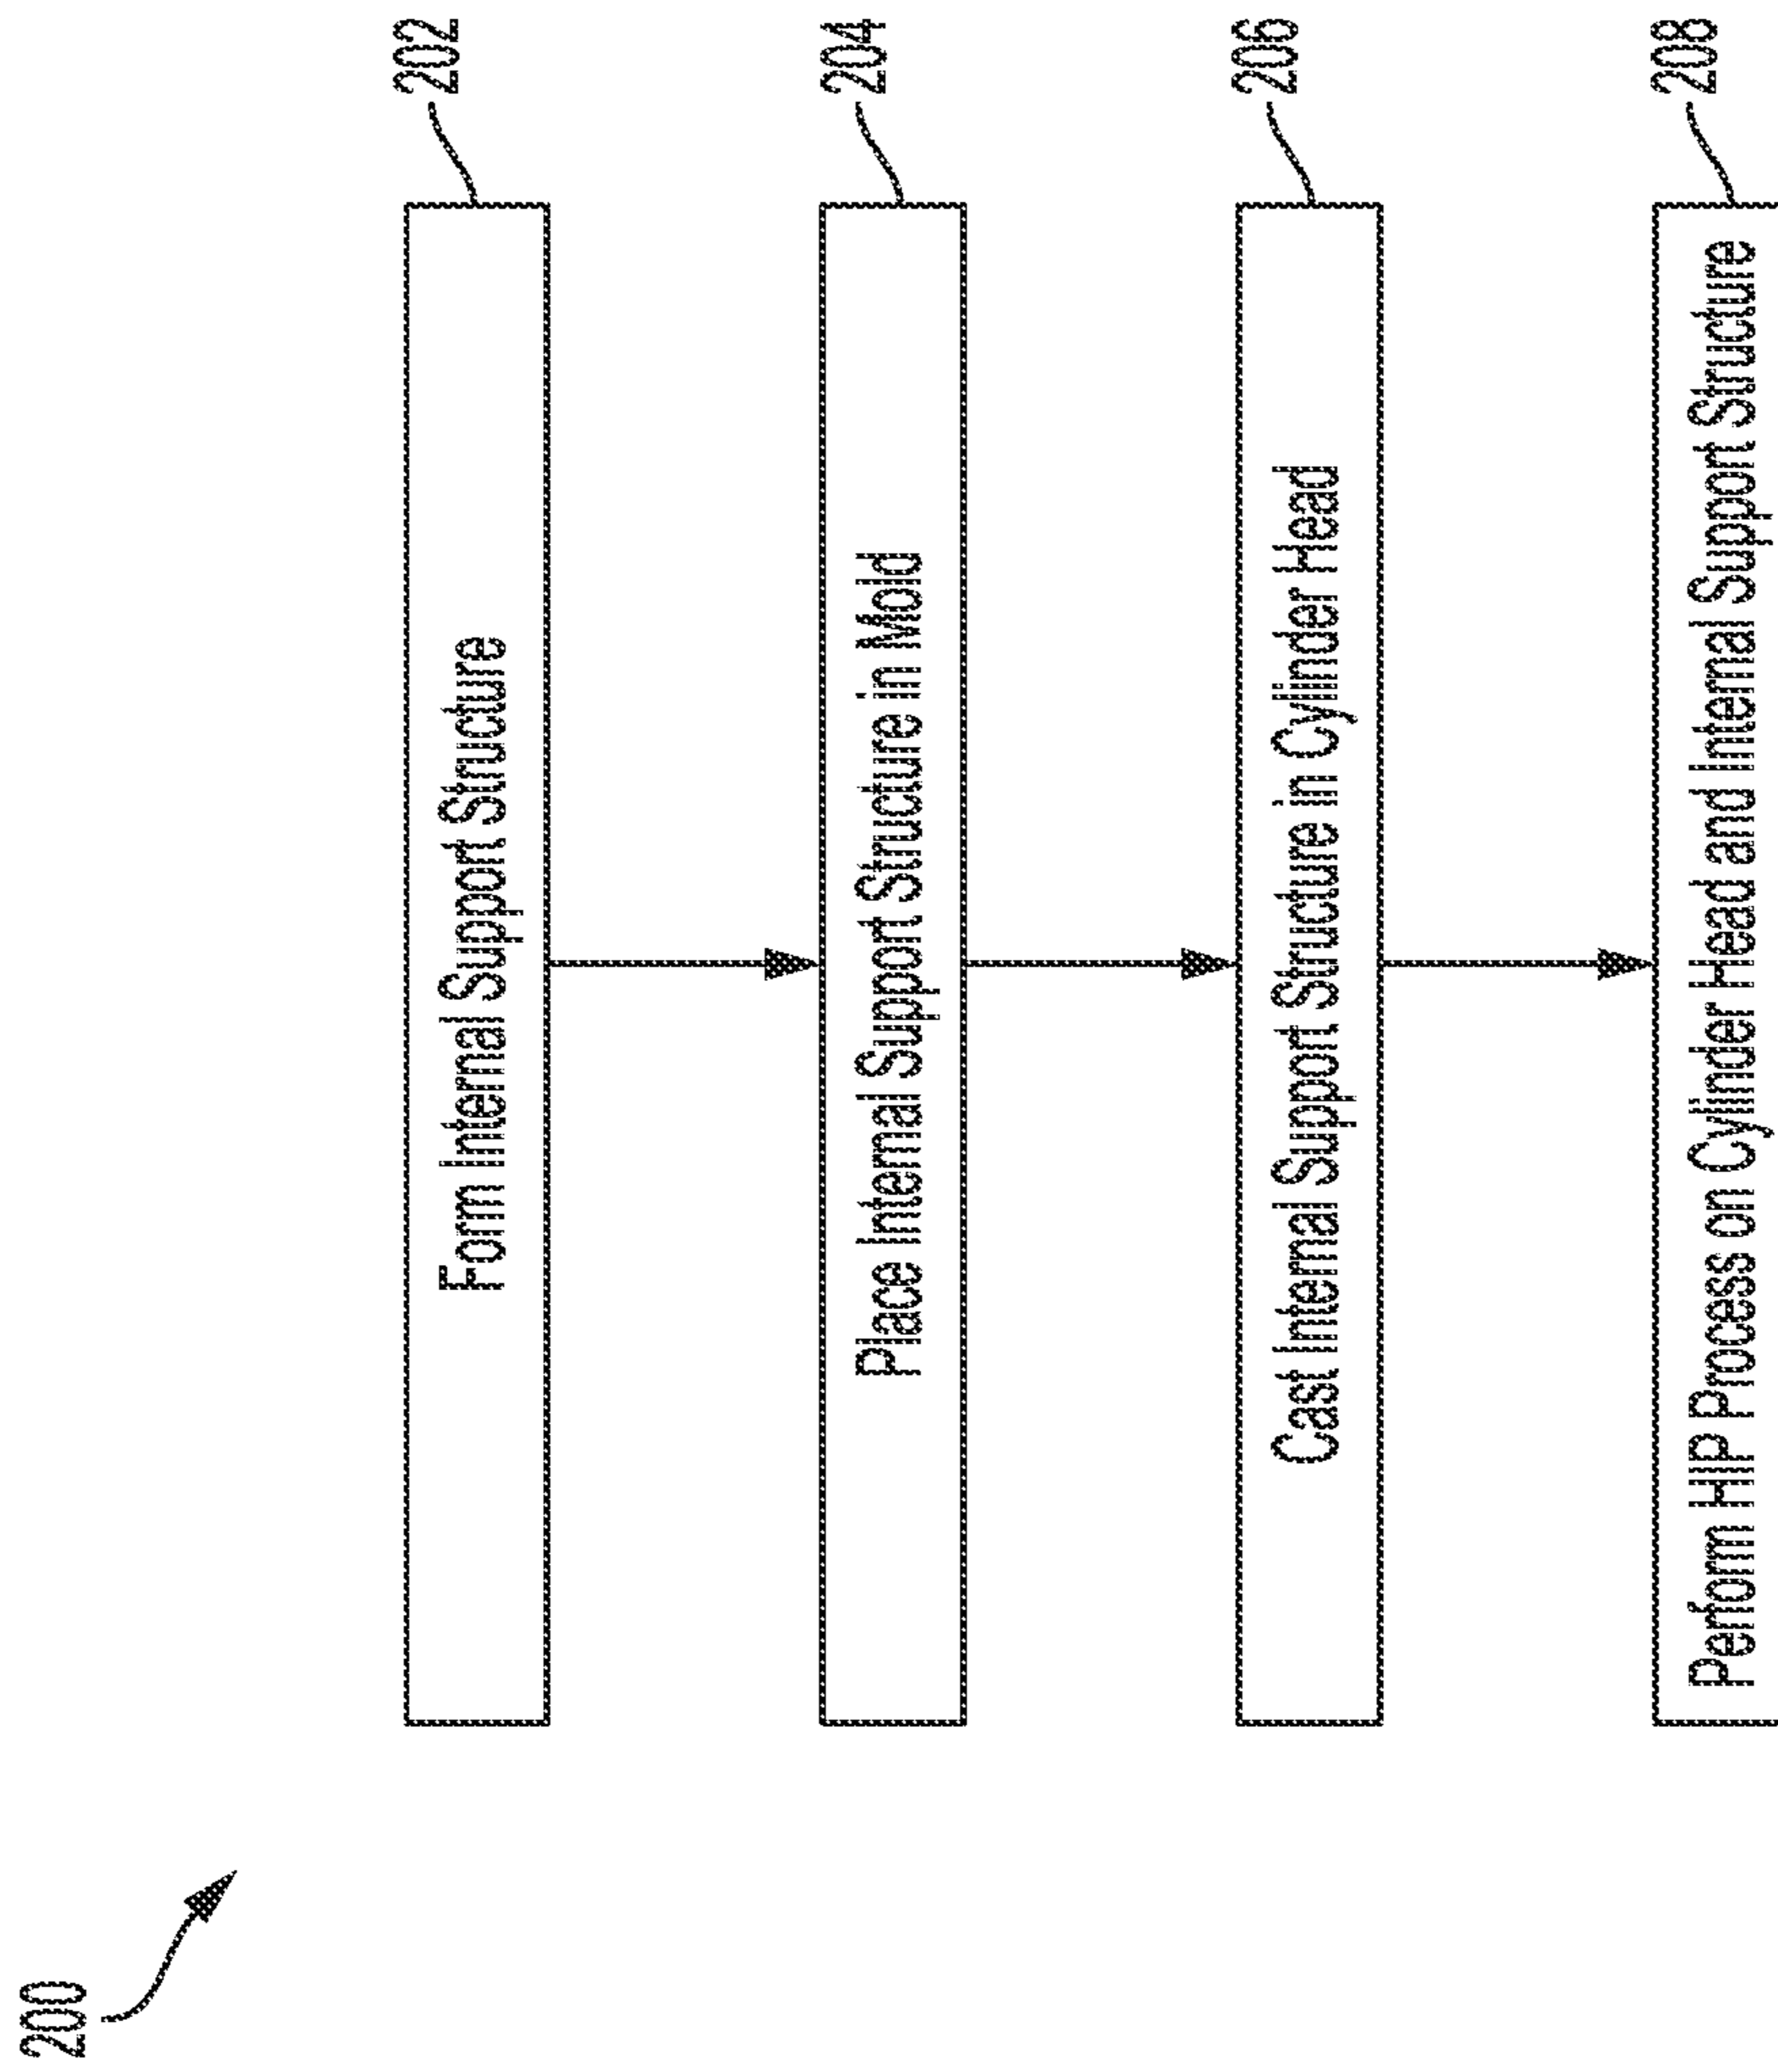 200
Form Internal Support Structure
202
Place Internal Support Structure in Mold
204
Cast Internal Support Structure in Cylinder Head
206
Perform HIP Process on Cylinder Head and Internal Support Structure
208